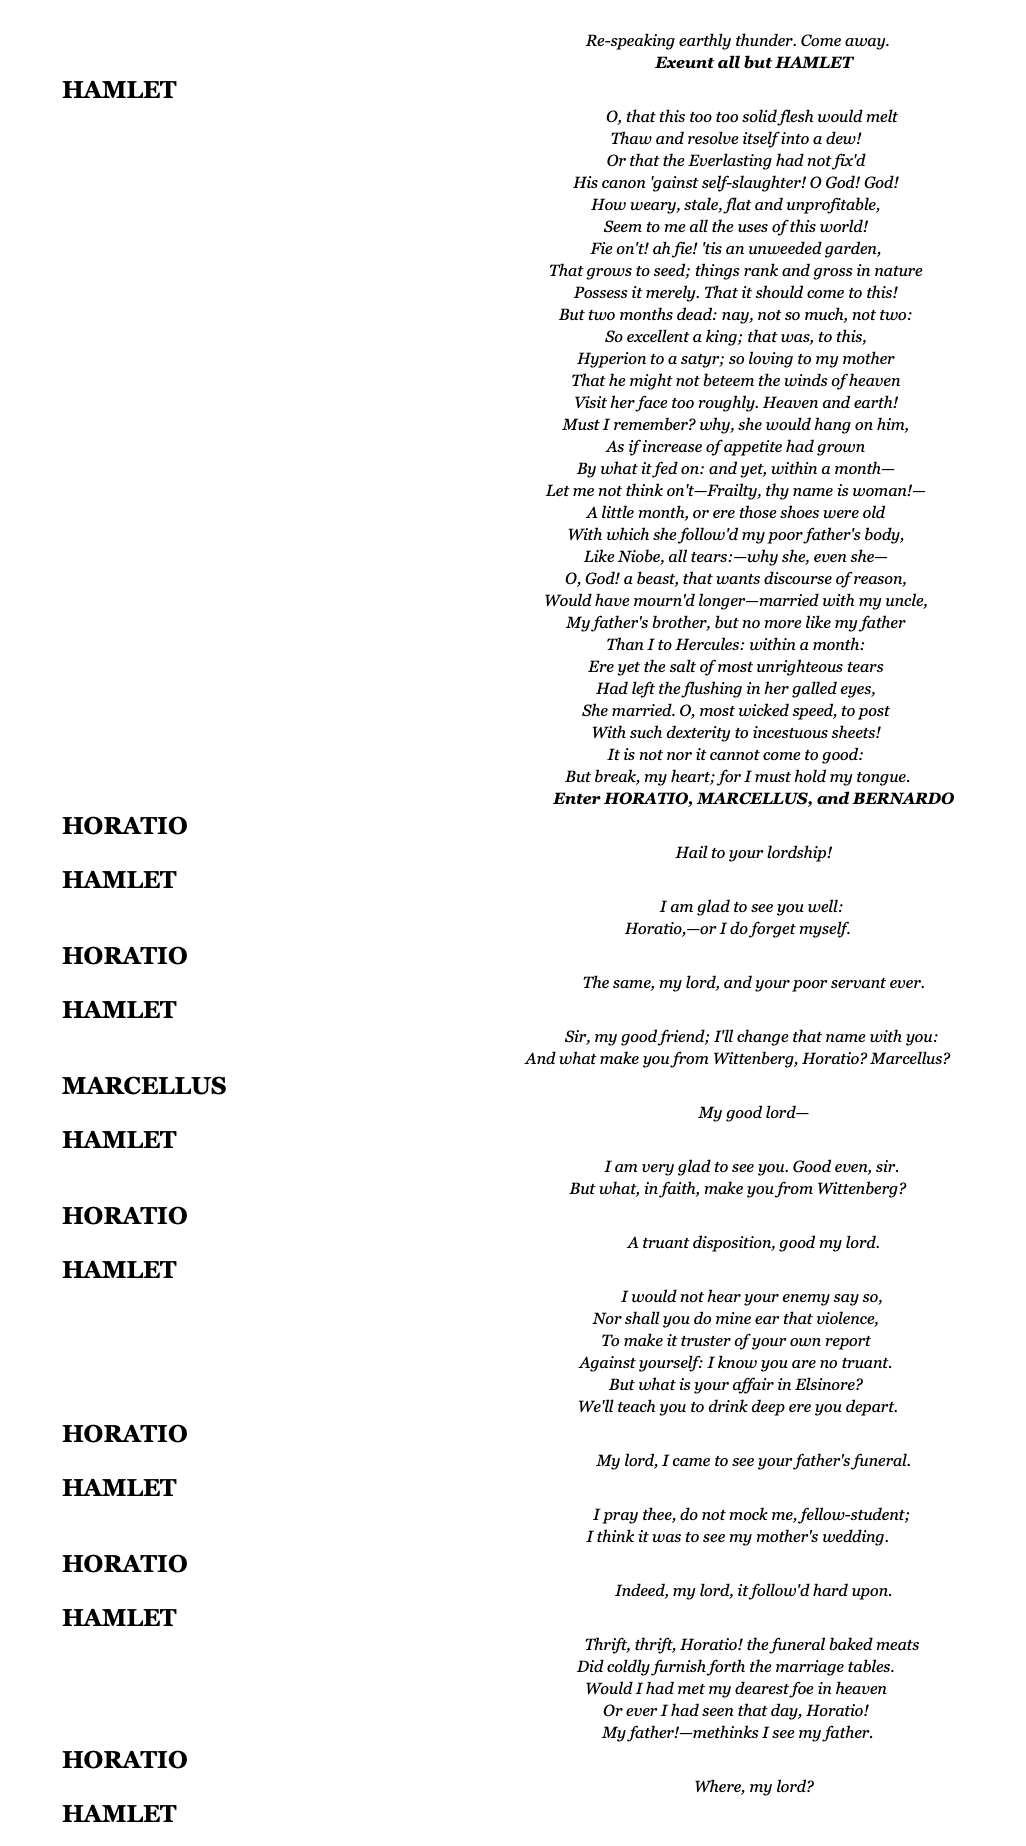 Re-speaking earthly thunder. Come away.
Exeunt all but HAMLET
HAMLET
O, that this too too solid flesh would melt
Thaw and resolve itself into a dew!
Or that the Everlasting had not fix'd
His canon 'gainst self-slaughter! O God! God!
How weary, stale, flat and unprofitable,
Seem to me all the uses of this world!
Fie on't! ah fie! 'tis an unweeded garden,
That grows to seed; things rank and gross in nature
Possess it merely. That it should come to this!
But two months dead: nay, not so much, not two:
So excellent a king; that was, to this,
Hyperion to a satyr; so loving to my mother
That he might not beteem the winds of heaven
Visit her face too roughly. Heaven and earth!
Must I remember? why, she would hang on him,
As if increase of appetite had grown
By what it fed on: and yet, within a month—
Let me not think on't—Frailty, thy name is woman!—
A little month, or ere those shoes were old
With which she follow'd my poor father's body,
Like Niobe, all tears:—why she, even she—
O, God! a beast, that wants discourse of reason,
Would have mourn'd longer—married with my uncle,
My father's brother, but no more like my father
Than I to Hercules: within a month:
Ere yet the salt of most unrighteous tears
Had left the flushing in her galled eyes,
She married. O, most wicked speed, to post
With such dexterity to incestuous sheets!
It is not nor it cannot come to good:
But break, my heart; for I must hold my tongue.
Enter HORATIO, MARCELLUS, and BERNARDO
HORATIO
Hail to your lordship!
HAMLET
I am glad to see you well:
Horatio,—or I do forget myself.
HORATIO
The same, my lord, and your poor servant ever.
HAMLET
Sir, my good friend; I'll change that name with you:
And what make you from Wittenberg, Horatio? Marcellus?
MARCELLUS
My good lord—
HAMLET
I am very glad to see you. Good even, sir.
But what, in faith, make you from Wittenberg?
HORATIO
A truant disposition, good my lord.
HAMLET
I would not hear your enemy say so,
Nor shall you do mine ear that violence,
To make it truster of your own report
Against yourself: I know you are no truant.
But what is your affair in Elsinore?
We'll teach you to drink deep ere you depart.
HORATIO
My lord, I came to see your father's funeral.
HAMLET
I pray thee, do not mock me, fellow-student;
I think it was to see my mother's wedding.
HORATIO
Indeed, my lord, it follow'd hard upon.
HAMLET
Thrift, thrift, Horatio! the funeral baked meats
Did coldly furnish forth the marriage tables.
Would I had met my dearest foe in heaven
Or ever I had seen that day, Horatio!
My father!—methinks I see my father.
HORATIO
Where, my lord?
HAMLET